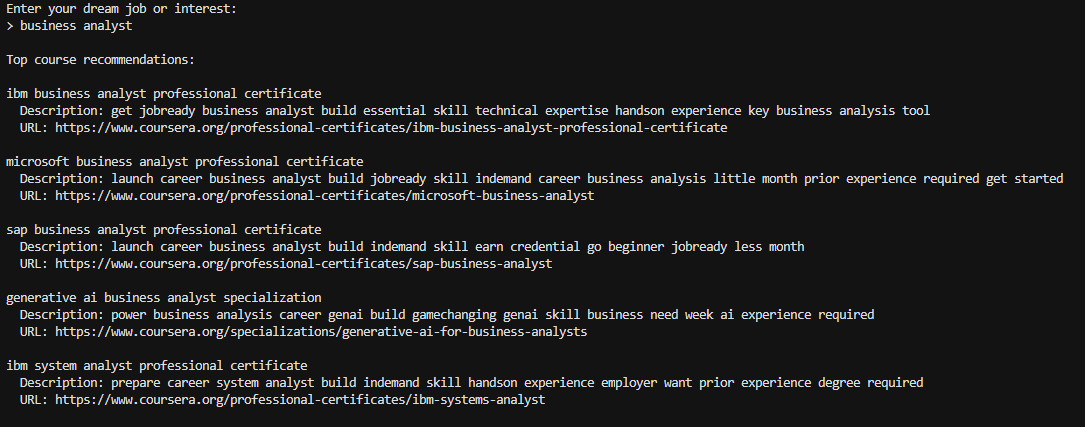 Enter your dream job or interest:
> business analyst
Top course recommendations:
ibm business analyst professional certificate
Description: get jobready business analyst build essential skill technical expertise handson experience key business analysis tool
URL: https://www.coursera.org/professional-certificates/ibm-business-analyst-professional-certificate
microsoft business analyst professional certificate
Description: launch career business analyst build jobready skill indemand career business analysis little month prior experience required get started
URL: https://www.coursera.org/professional-certificates/microsoft-business-analyst
sap business analyst professional certificate
Description: launch career business analyst build indemand skill earn credential go beginner jobready less month
URL: https://www.coursera.org/professional-certificates/sap-business-analyst
generative ai business analyst specialization
Description: power business analysis career genai build gamechanging genai skill business need week ai experience required
URL: https://www.coursera.org/specializations/generative-ai-for-business-analysts
ibm system analyst professional certificate
Description: prepare career system analyst build indemand skill handson experience employer want prior experience degree required
URL: https://www.coursera.org/professional-certificates/ibm-systems-analyst